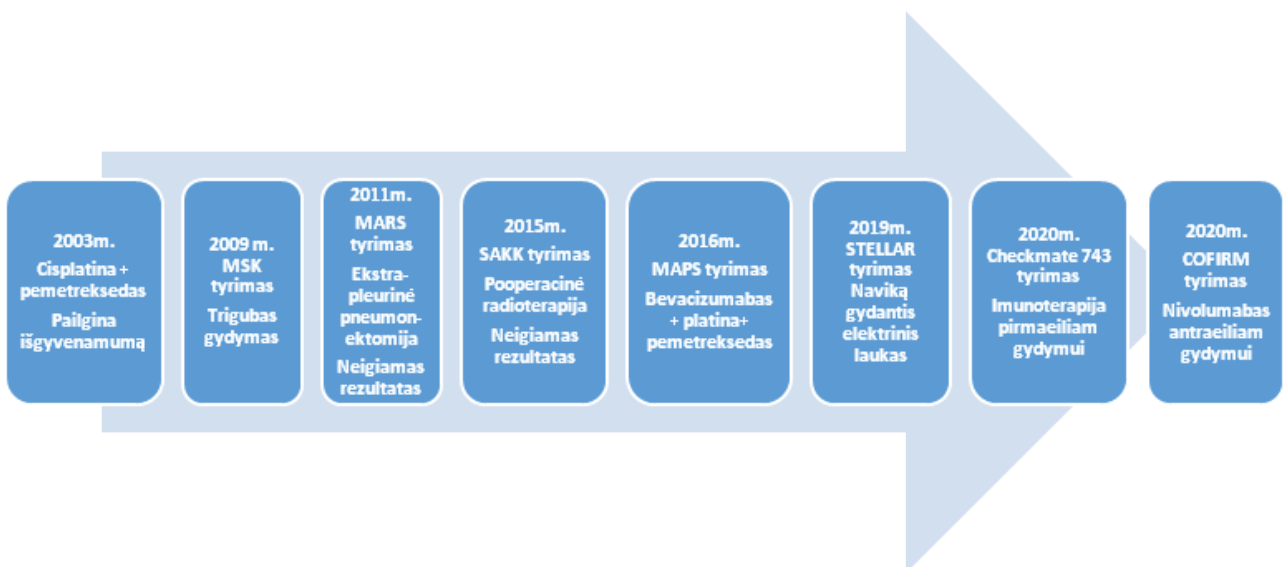 2003m.
Cisplatina +
pemetreksedas
Pailgina
išgyvenamumą
2009 m.
MSK
tyrimas
Trigubas
gydymas
2011m.
MARS
tyrimas
Ekstra-
pleurinė
pneumon-
ektomija
Neigiamas
rezultatas
2015m.
SAKK tyrimas
Pooperacinė
radioterapija
Neigiamas
rezultatas
2016m.
MAPS tyrimas
Bevacizumabas
+ platina+
pemetreksedas
2019m.
STELLAR
tyrimas
Naviką
gydantis
elektrinis
laukas
2020m.
Checkmate 743
tyrimas
Imunoterapija
pirmaeiliam
gydymui
2020m.
COFIRM
tyrimas
Nivolumabas
antraeiliam
gydymui